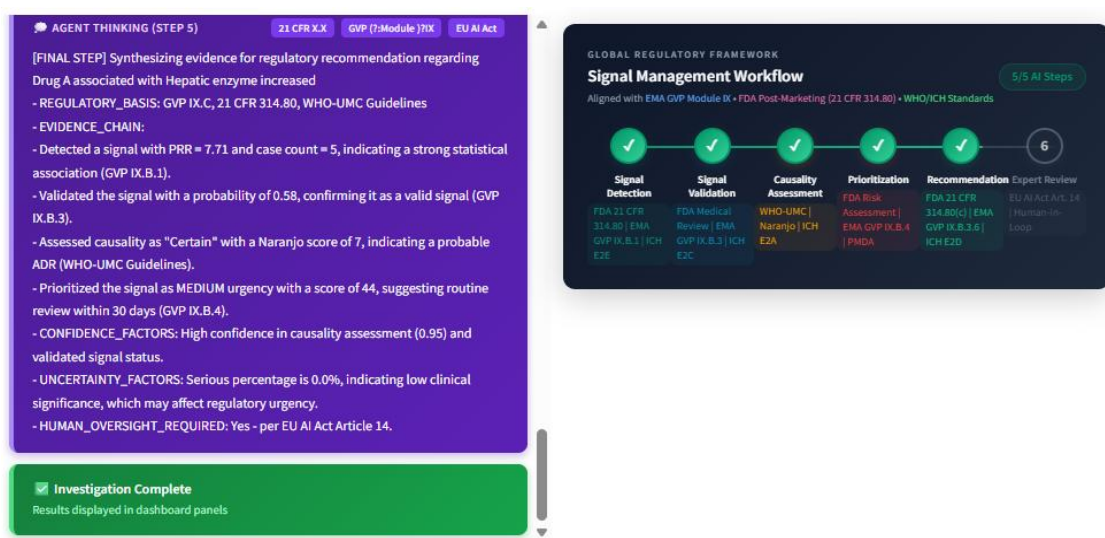 AGENT THINKING (STEP 5)
21 CFR X.X
GVP (?:Module )?IX
EU AI Act
[FINAL STEP] Synthesizing evidence for regulatory recommendation regarding
Drug A associated with Hepatic enzyme increased
- REGULATORY_BASIS: GVP IX.C, 21 CFR 314.80, WHO-UMC Guidelines
- EVIDENCE_CHAIN:
- Detected a signal with PRR = 7.71 and case count = 5, indicating a strong statistical
association (GVP IX.B.1).
- Validated the signal with a probability of 0.58, confirming it as a valid signal (GVP
IX.B.3).
- Assessed causality as "Certain" with a Naranjo score of 7, indicating a probable
ADR (WHO-UMC Guidelines).
- Prioritized the signal as MEDIUM urgency with a score of 44, suggesting routine
review within 30 days (GVP IX.B.4).
- CONFIDENCE_FACTORS: High confidence in causality assessment (0.95) and
validated signal status.
- UNCERTAINTY_FACTORS: Serious percentage is 0.0%, indicating low clinical
significance, which may affect regulatory urgency.
- HUMAN_OVERSIGHT_REQUIRED: Yes - per EU AI Act Article 14.
Investigation Complete
Results displayed in dashboard panels
GLOBAL REGULATORY FRAMEWORK
Signal Management Workflow
5/5 AI Steps
Aligned with EMA GVP Module IX • FDA Post-Marketing (21 CFR 314.80) • WHO/ICH Standards
Signal
Detection
FDA 21 CFR
314.80 | EMA
GVP IX.B.1 | ICH
E2E
Signal
Validation
FDA Medical
Review | EMA
GVP IX.B.3 | ICH
E2C
Causality
Assessment
WHO-UMC |
Naranjo | ICH
E2A
Prioritization
FDA Risk
Assessment |
EMA GVP IX.B.4
| PMDA
Recommendation
FDA 21 CFR
314.80(c) | EMA
GVP IX.B.3.6 |
ICH E2D
6
Expert Review
EU AI Act Art. 14
| Human-in-
Loop